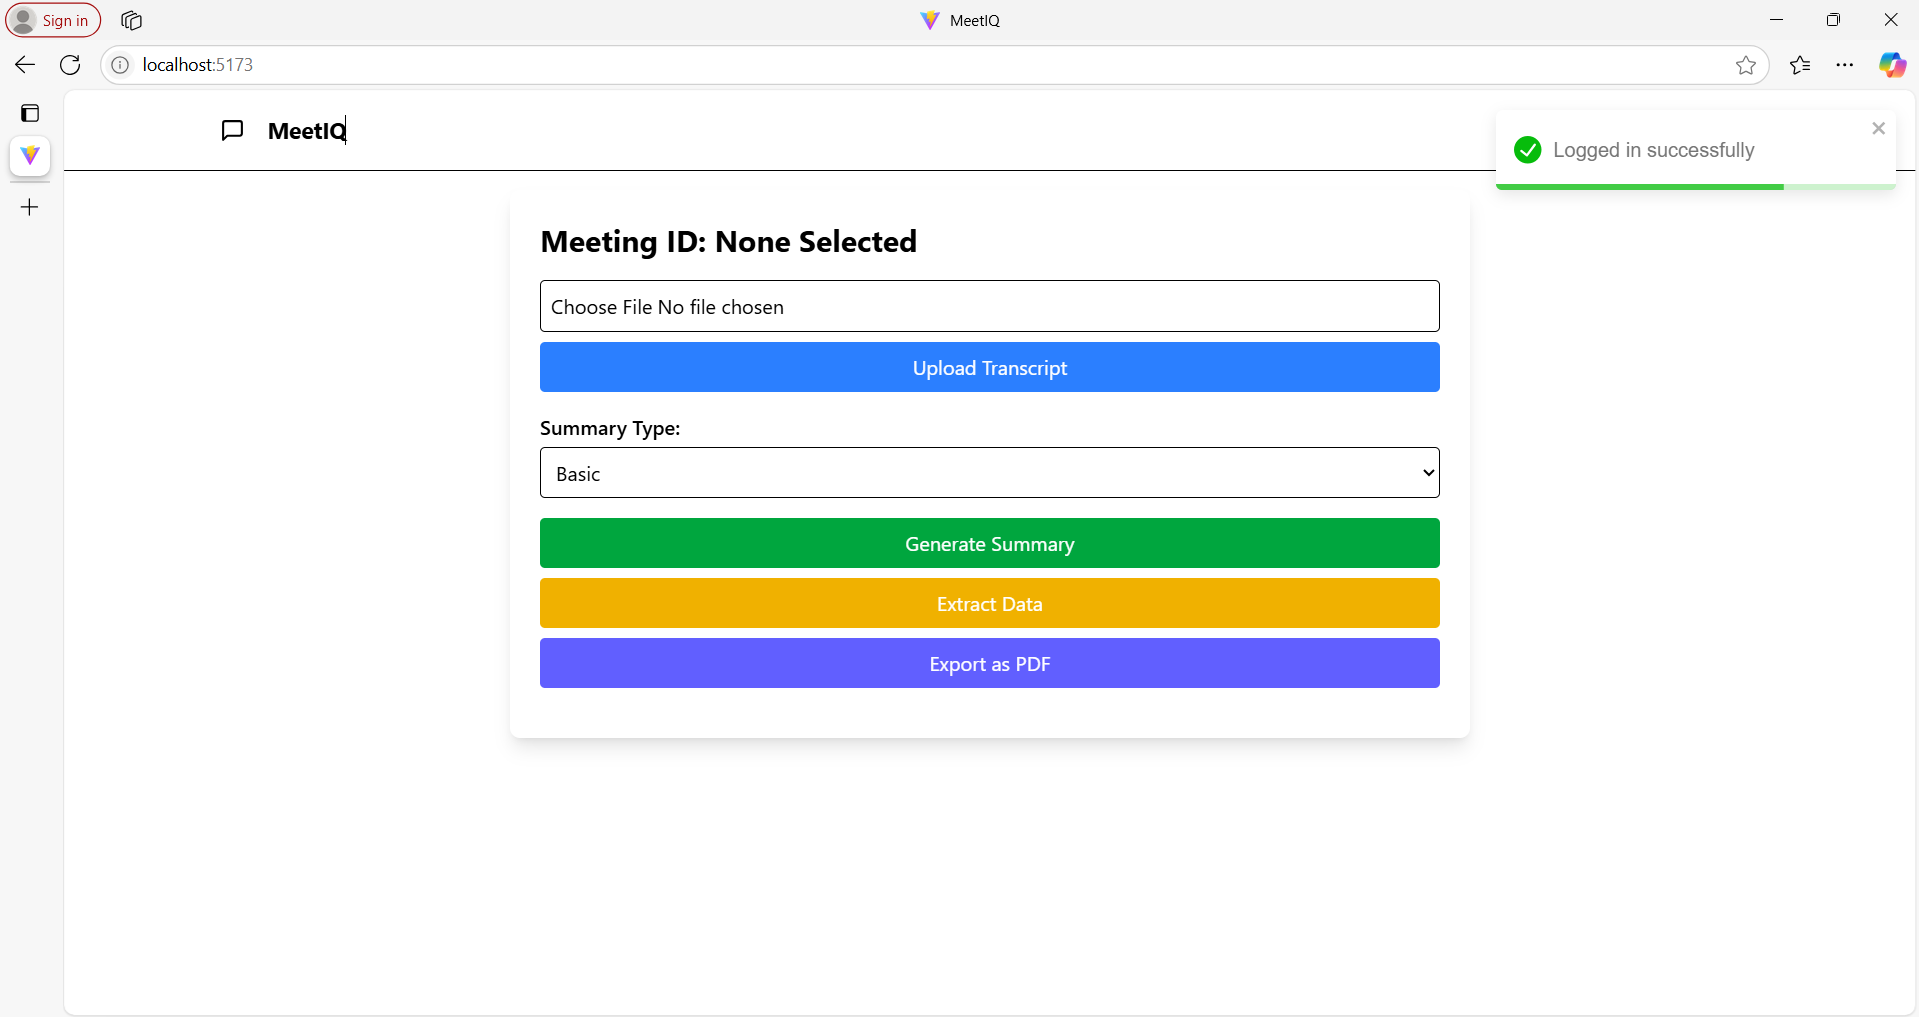 Sign in
MeetIQ
localhost:5173
MeetIQ
Logged in successfully
Meeting ID: None Selected
Choose File No file chosen
Upload Transcript
Summary Type:
Basic
Generate Summary
Extract Data
Export as PDF